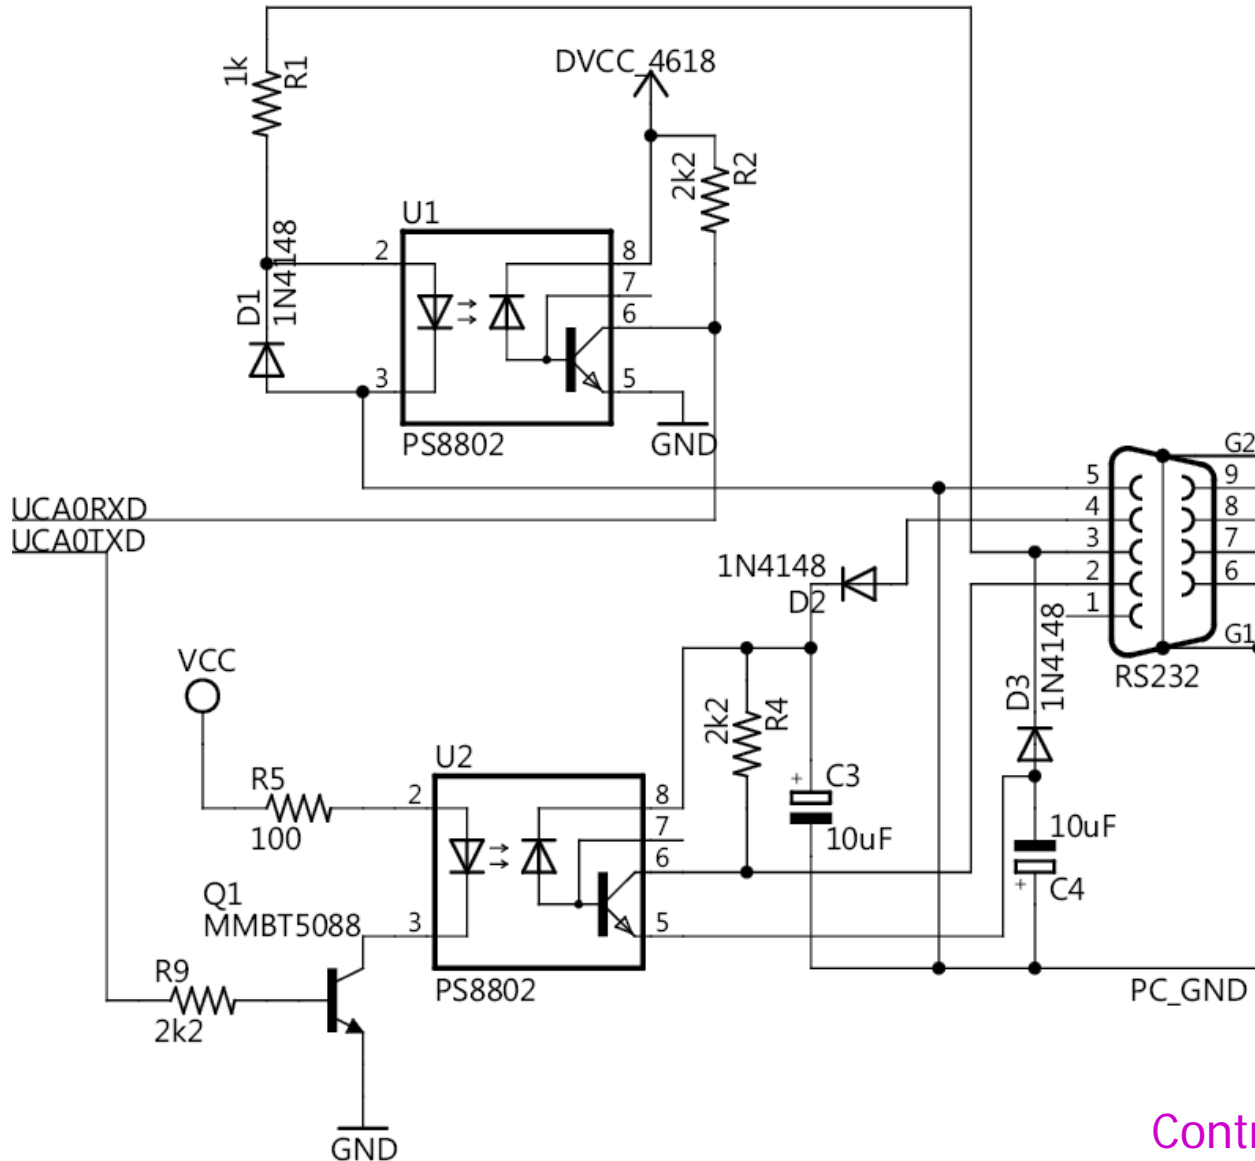 1k
R1
DVCC_4618
2k2
R2
U1
D1
1N4148
2
3
8
7
6
5
PS8802
GND
UCA0RXD
UCA0TXD
5
4
3
2
1
G2
9
8
7
6
G1
RS232
1N4148
D2
D3
1N4148
VCC
2k2
R4
R5
100
U2
2
3
8
7
6
5
PS8802
C3
10uF
10uF
C4
+
+
Q1
MMBT5088
R9
2k2
GND
PC_GND